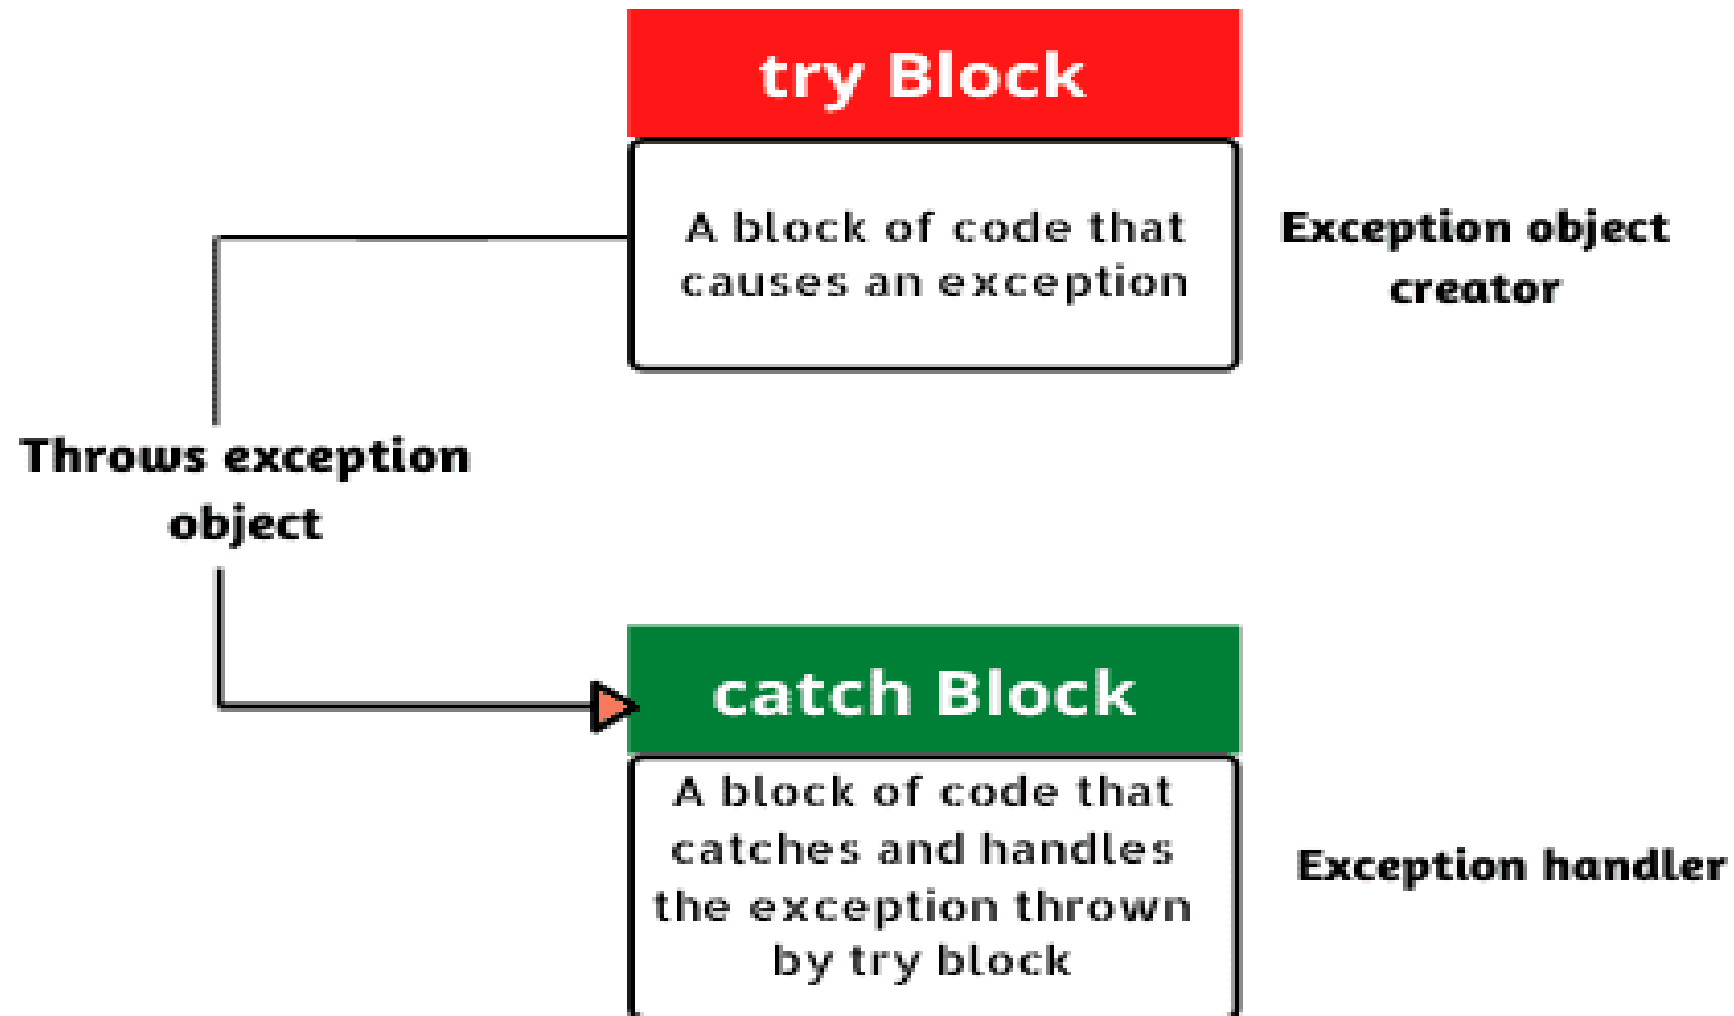 try Block
A block of code that
causes an exception
Exception object
creator
Throws exception
object
catch Block
A block of code that
catches and handles
the exception thrown
by try block
Exception handler